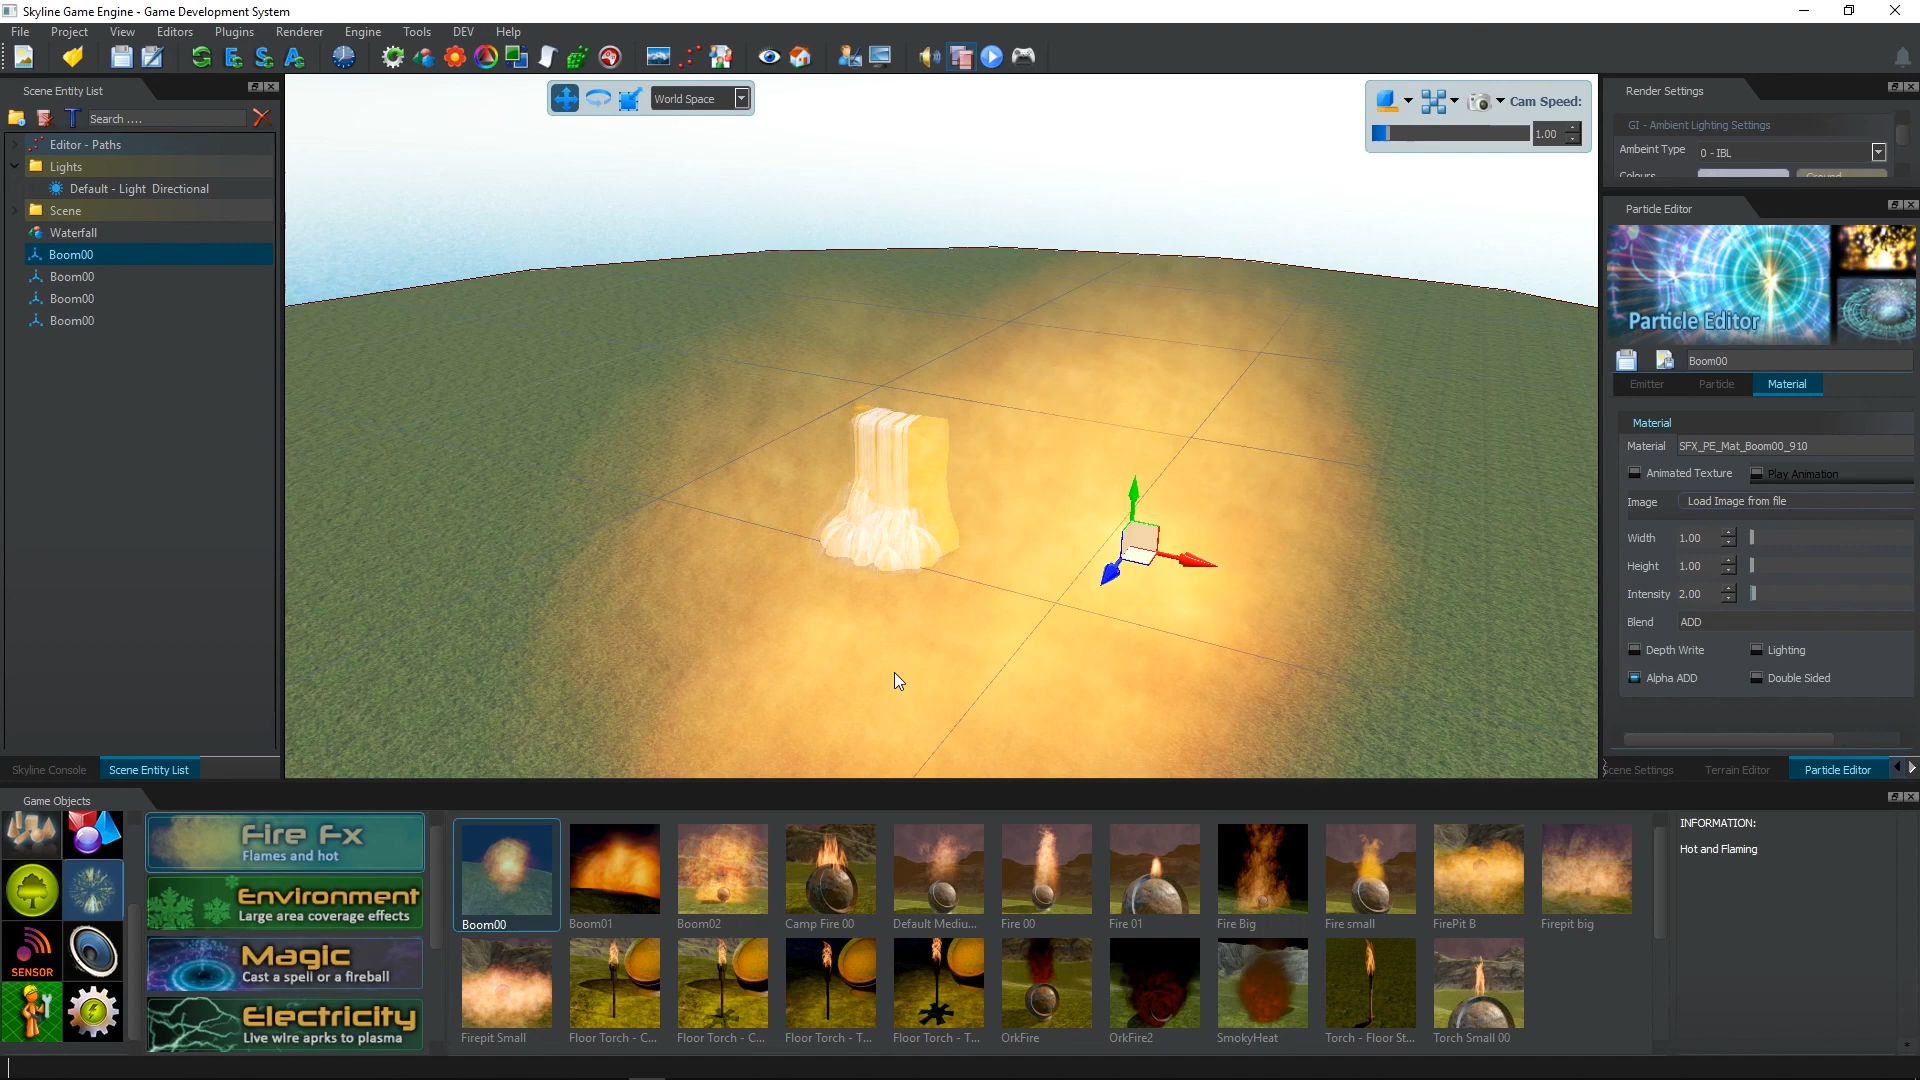 Skyline Game Engine - Game Development System
File Project View Editors Plugins Renderer Engine Tools DEV Help
Scene Entity List
Search ....
Editor - Paths
Lights
Default - Light Directional
Scene
Waterfall
Boom00
Boom00
Boom00
Boom00
Skyline Console Scene Entity List
World Space
Cam Speed:
1.00
Render Settings
GI - Ambient Lighting Settings
Ambeint Type 0 - IBL
Colours Ground
Particle Editor
Particle Editor
Boom00
Emitter Particle Material
Material
Material SFX_PE_Mat_Boom00_910
Animated Texture Play Animation
Image Load Image from file
Width 1.00
Height 1.00
Intensity 2.00
Blend ADD
Depth Write Lighting
Alpha ADD Double Sided
Scene Settings Terrain Editor Particle Editor
Game Objects
SENSOR
Fire Fx
Flames and hot
Environment
Large area coverage effects
Magic
Cast a spell or a fireball
Electricity
Live wire aprks to plasma
Boom00 Boom01 Boom02 Camp Fire 00 Default Mediu... Fire 00 Fire 01 Fire Big Fire small FirePit B Firepit big
Firepit Small Floor Torch - C... Floor Torch - C... Floor Torch - T... Floor Torch - T... OrkFire OrkFire2 SmokyHeat Torch - Floor St... Torch Small 00
INFORMATION:
Hot and Flaming